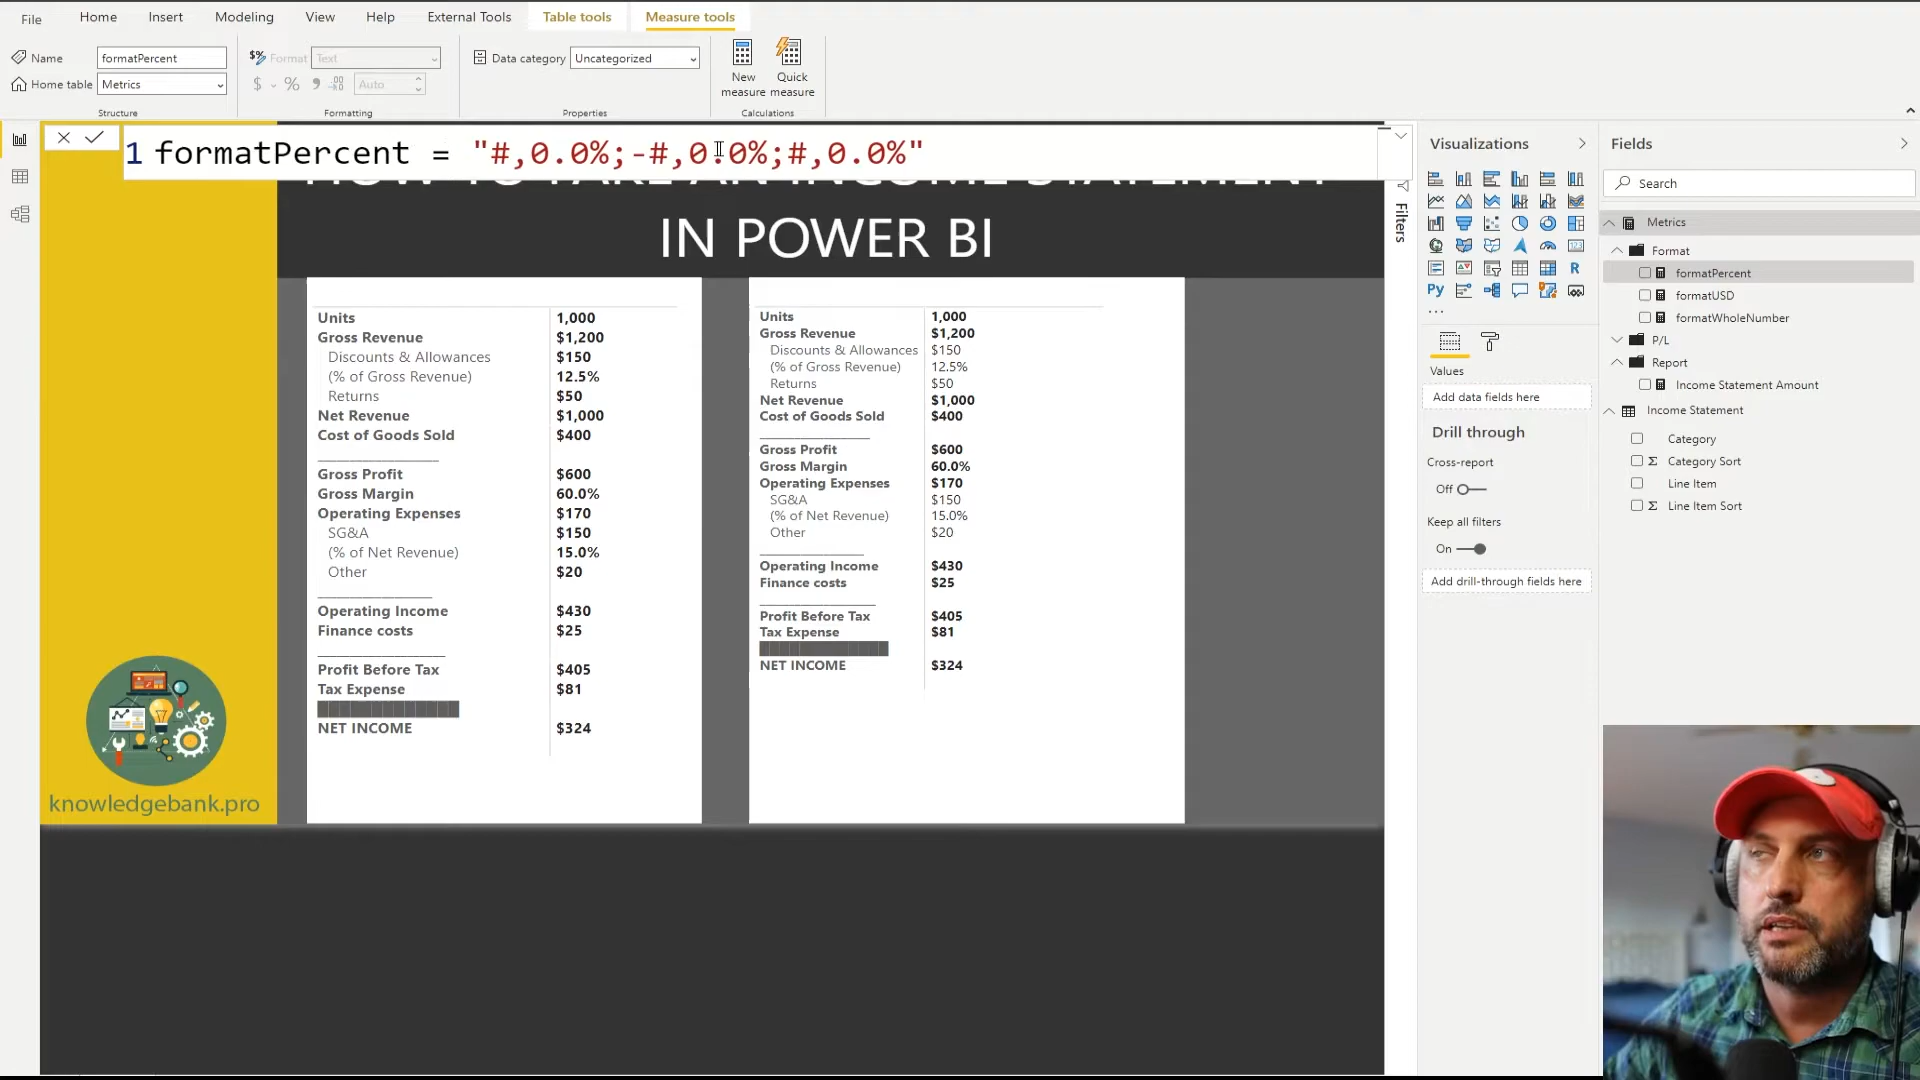 File Home Insert Modeling View Help External Tools Table tools Measure tools
Name formatPercent $% Format Text Data category Uncategorized New measure Quick measure
Home table Metrics $ % 9 Auto
Structure Formatting Properties Calculations
1 formatPercent = "#,0.0%;-#,0.0%;#,0.0%"
IN POWER BI
Units 1,000
Gross Revenue $1,200
Discounts & Allowances $150
(% of Gross Revenue) 12.5%
Returns $50
Net Revenue $1,000
Cost of Goods Sold $400
Gross Profit $600
Gross Margin 60.0%
Operating Expenses $170
SG&A $150
(% of Net Revenue) 15.0%
Other $20
Operating Income $430
Finance costs $25
Profit Before Tax $405
Tax Expense $81
NET INCOME $324
Units 1,000
Gross Revenue $1,200
Discounts & Allowances $150
(% of Gross Revenue) 12.5%
Returns $50
Net Revenue $1,000
Cost of Goods Sold $400
Gross Profit $600
Gross Margin 60.0%
Operating Expenses $170
SG&A $150
(% of Net Revenue) 15.0%
Other $20
Operating Income $430
Finance costs $25
Profit Before Tax $405
Tax Expense $81
NET INCOME $324
knowledgebank.pro
Filters
Visualizations
R
Py
...
Values
Add data fields here
Drill through
Cross-report
Off
Keep all filters
On
Add drill-through fields here
Fields
Search
Metrics
Format
formatPercent
formatUSD
formatWholeNumber
P/L
Report
Income Statement Amount
Income Statement
Category
Σ Category Sort
Line Item
Σ Line Item Sort